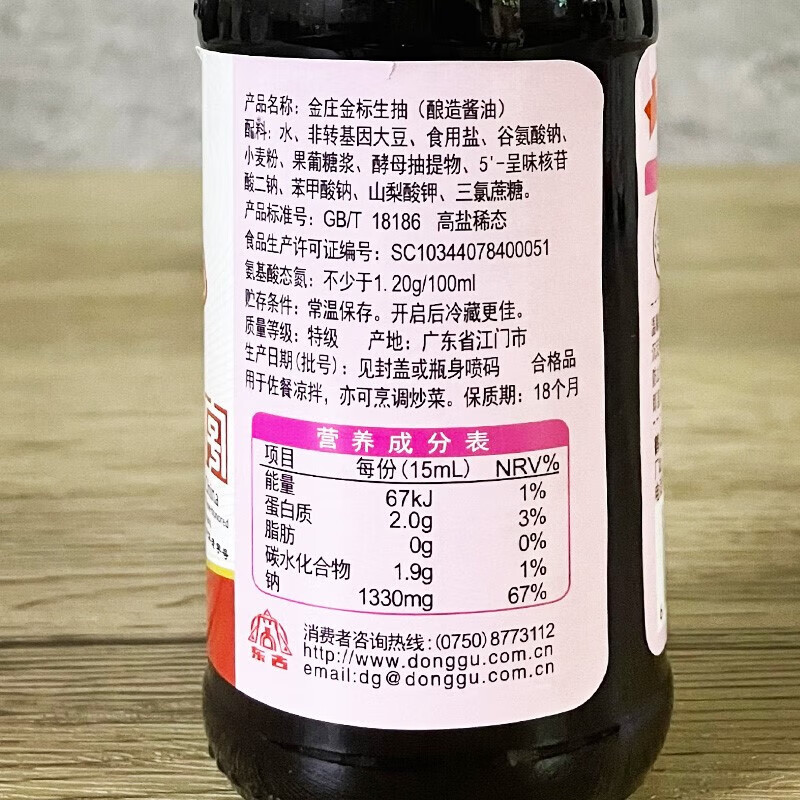 产品名称：金庄金标生抽（酿造酱油）
配料：水、非转基因大豆、食用盐、谷氨酸钠、
小麦粉、果葡糖浆、酵母抽提物、5'-呈味核苷
酸二钠、苯甲酸钠、山梨酸钾、三氯蔗糖。
产品标准号：GB/T 18186 高盐稀态
食品生产许可证编号：SC10344078400051
氨基酸态氮：不少于1.20g/100ml
贮存条件：常温保存。开启后冷藏更佳。
质量等级：特级 产地：广东省江门市
生产日期(批号)：见封盖或瓶身喷码 合格品
用于佐餐凉拌，亦可烹调炒菜。保质期：18个月
营养成分表
项目 每份(15mL) NRV%
能量 67kJ 1%
蛋白质 2.0g 3%
脂肪 0g 0%
碳水化合物 1.9g 1%
钠 1330mg 67%
东古
消费者咨询热线：(0750)8773112
http://www.donggu.com.cn
email:dg@donggu.com.cn